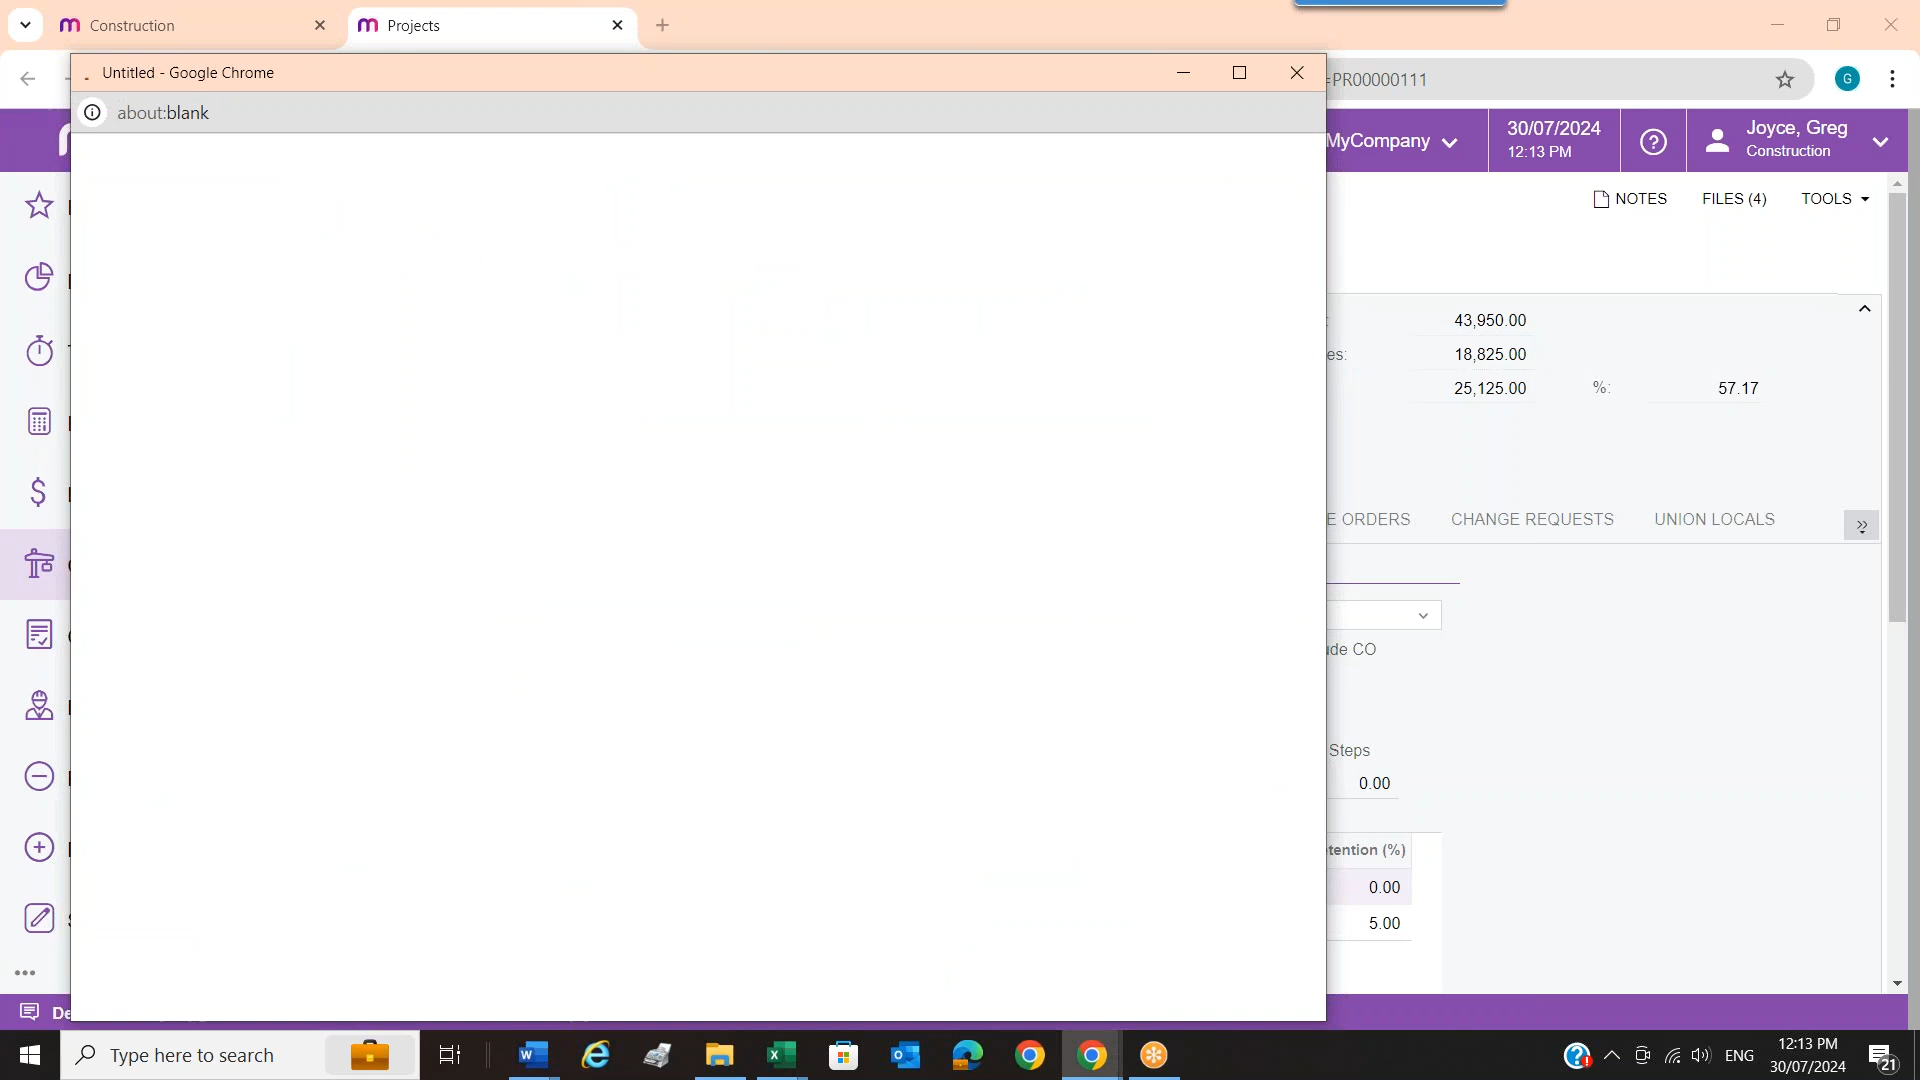 Construction
Projects
Untitled - Google Chrome
=PR00000111
G
about:blank
MyCompany
30/07/2024
12:13 PM
Joyce, Greg
Construction
NOTES
FILES (4)
TOOLS
43,950.00
es:
18,825.00
25,125.00
%:
57.17
E ORDERS
CHANGE REQUESTS
UNION LOCALS
ude CO
Steps
0.00
tention (%)
0.00
5.00
De
Type here to search
ENG
12:13 PM
30/07/2024
21